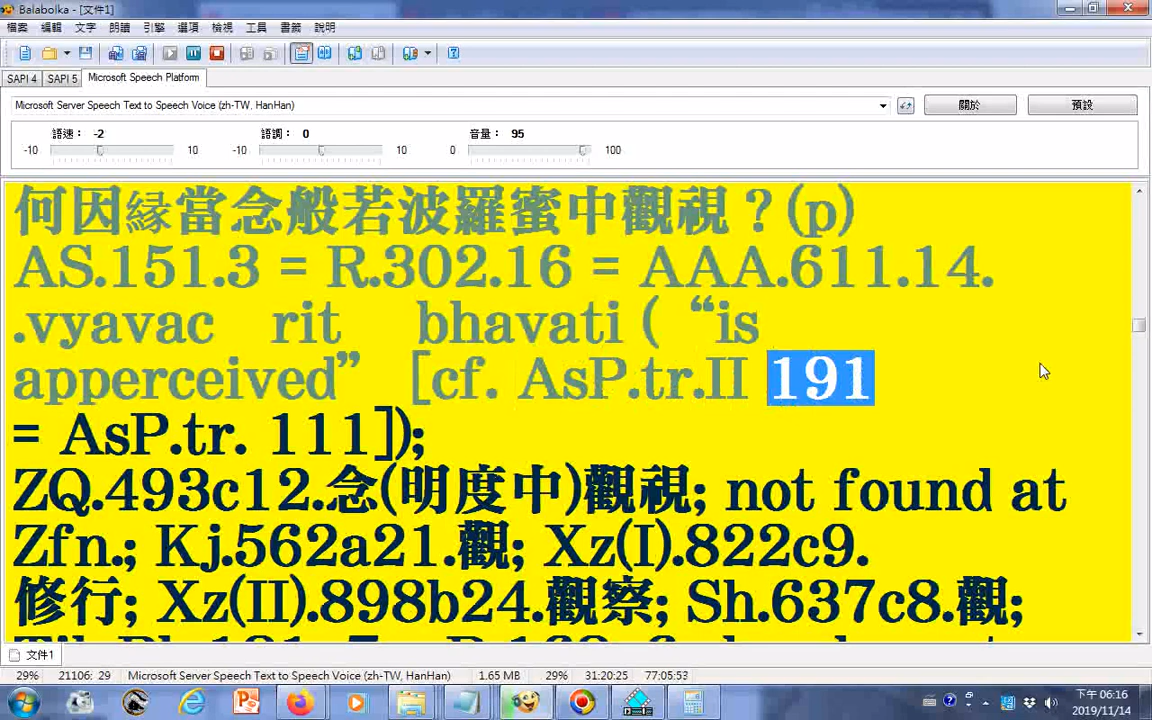 Balabolka - [文件1]
檔案 編輯 文字 朗讀 引擎 選項 檢視 工具 書籤 說明
SAPI 4 SAPI 5 Microsoft Speech Platform
Microsoft Server Speech Text to Speech Voice (zh-TW, HanHan)
關於 預設
語速： -2 語調： 0 音量： 95
-10 10 -10 10 0 100
何因緣當念般若波羅蜜中觀視？(p)
AS.151.3 = R.302.16 = AAA.611.14.
.vyavac rit bhavati (“is
apperceived” [cf. AsP.tr.II 191
= AsP.tr. 111]);
ZQ.493c12.念(明度中)觀視; not found at
Zfn.; Kj.562a21.觀; Xz(I).822c9.
修行; Xz(II).898b24.觀察; Sh.637c8.觀;
文件1
29% 21106: 29 Microsoft Server Speech Text to Speech Voice (zh-TW, HanHan) 1.65 MB 29% 31:20:25 77:05:53
下午 06:16
2019/11/14